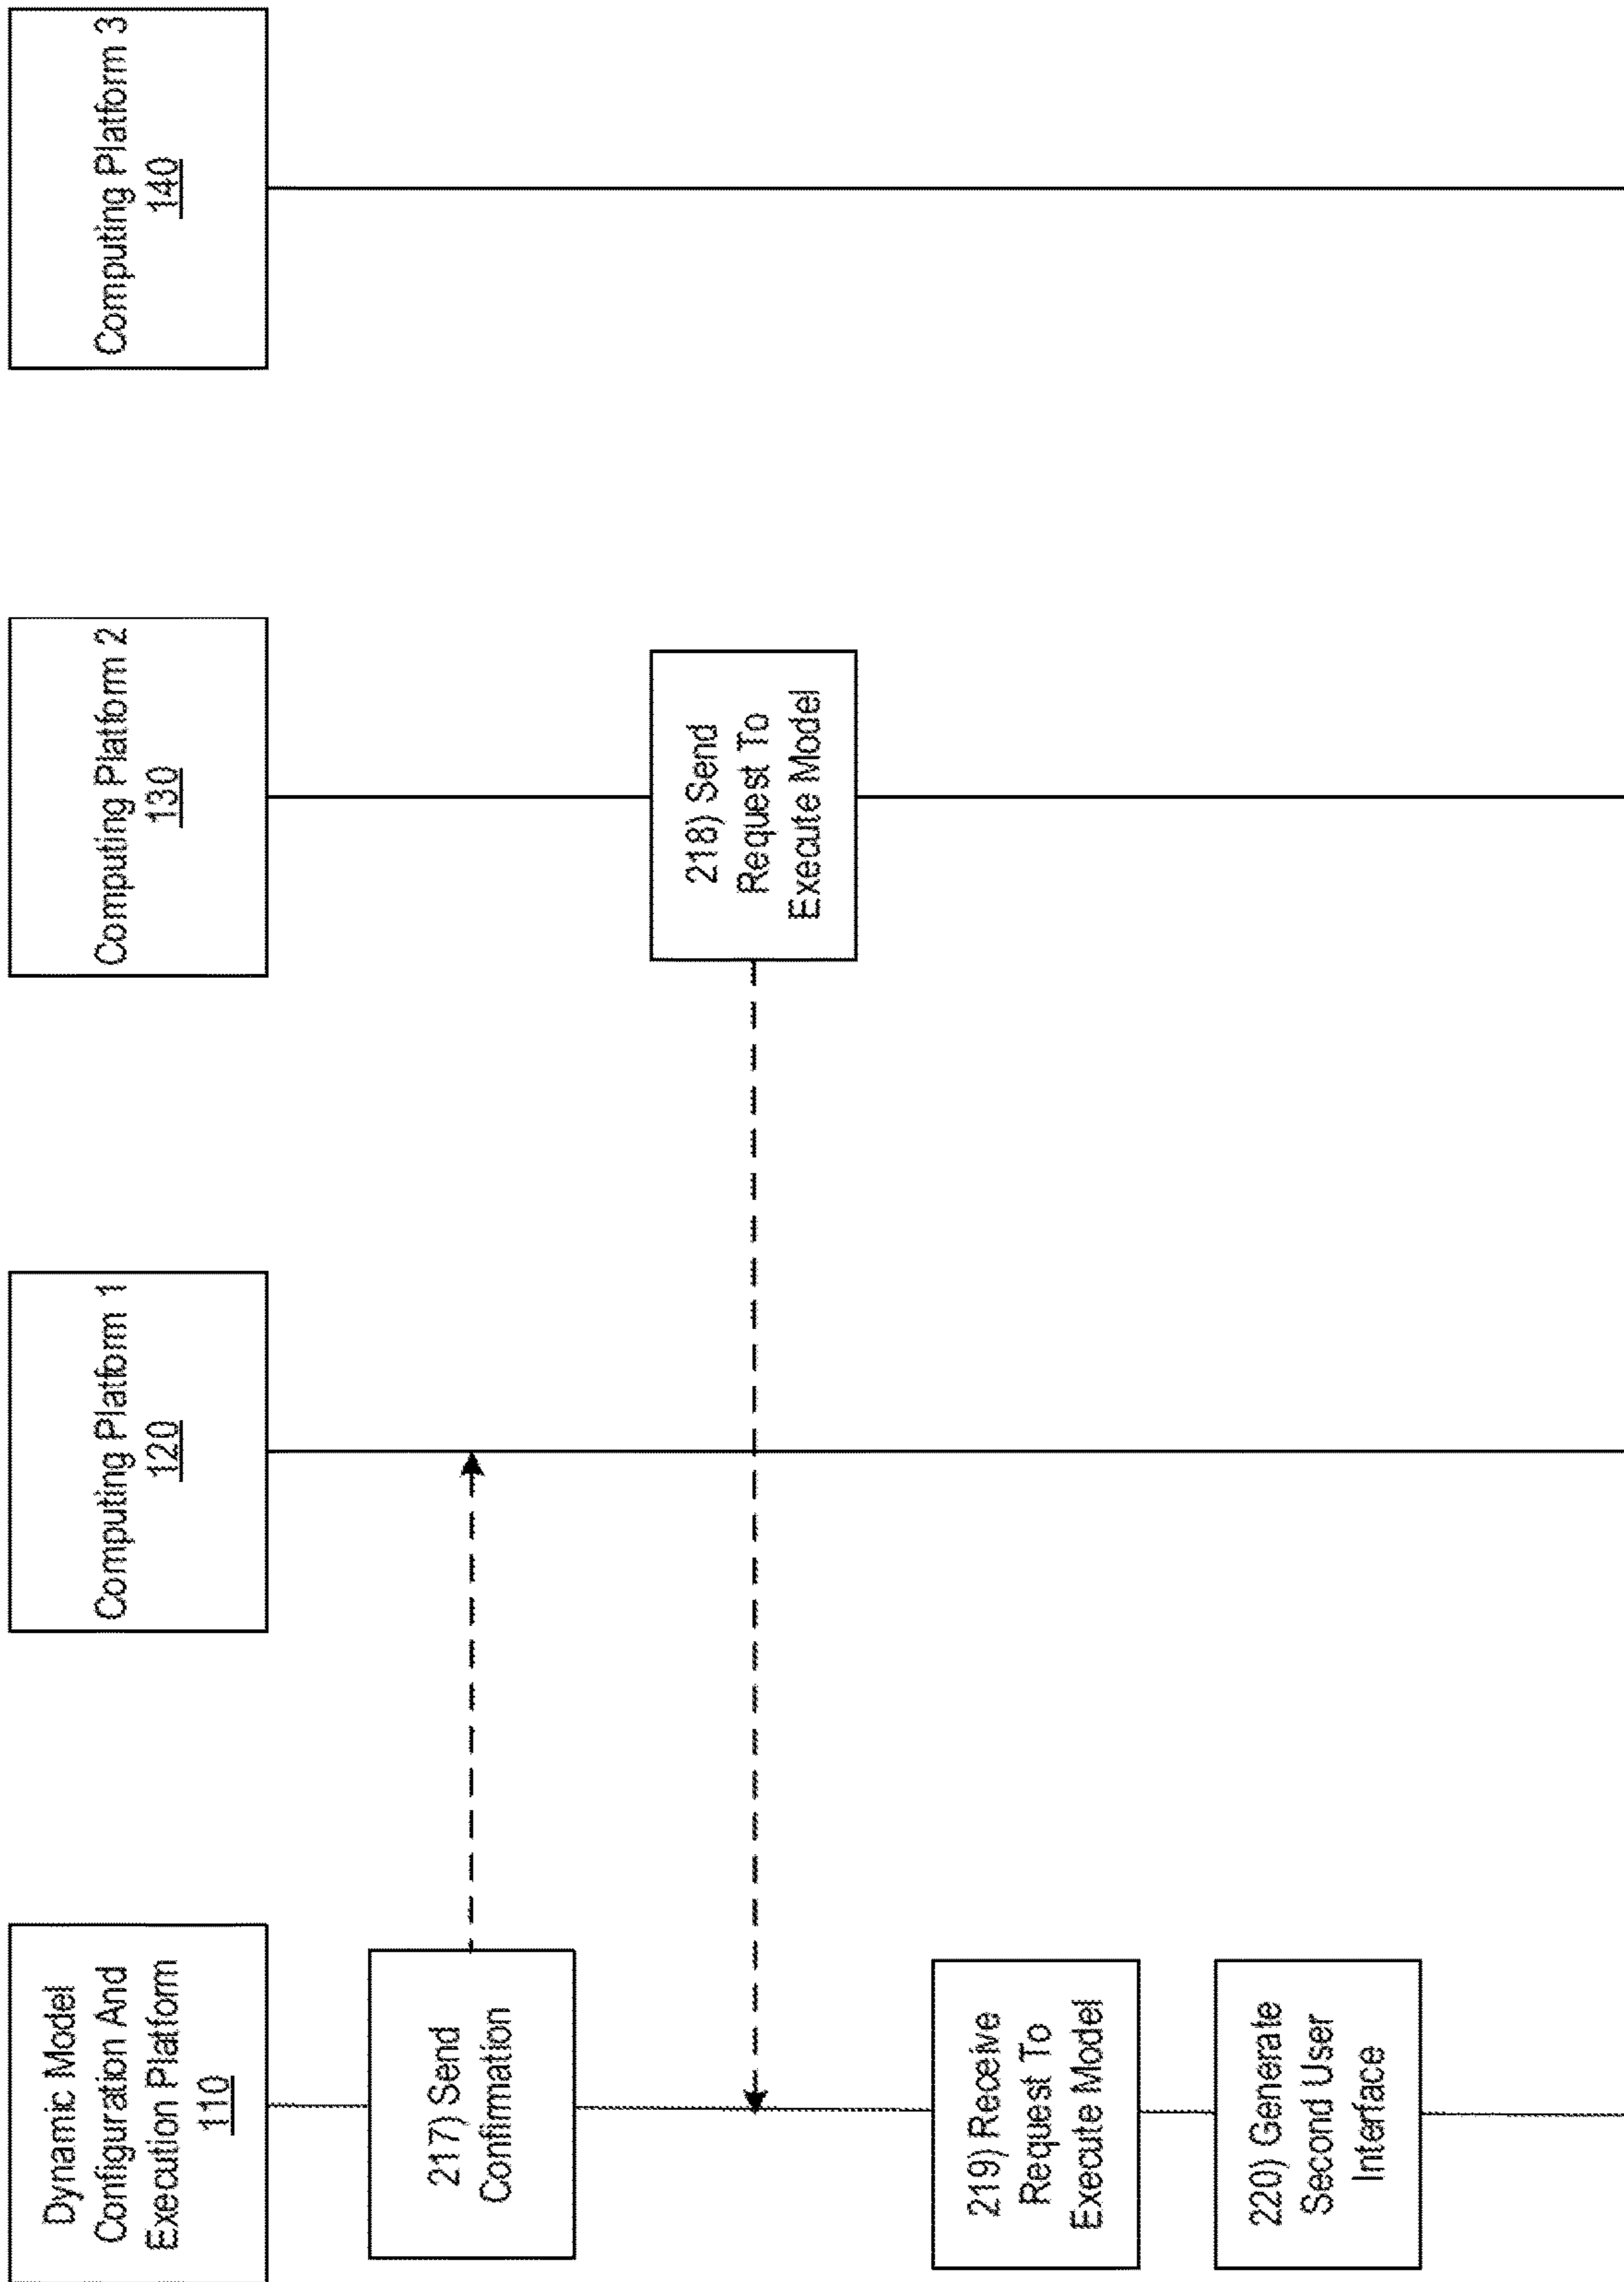 Dynamic Model
Configuration And
Execution Platform
110
Computing Platform 1
120
Computing Platform 2
130
Computing Platform 3
140
217) Send
Confirmation
218) Send
Request To
Execute Model
219) Receive
Request To
Execute Model
220) Generate
Second User
Interface